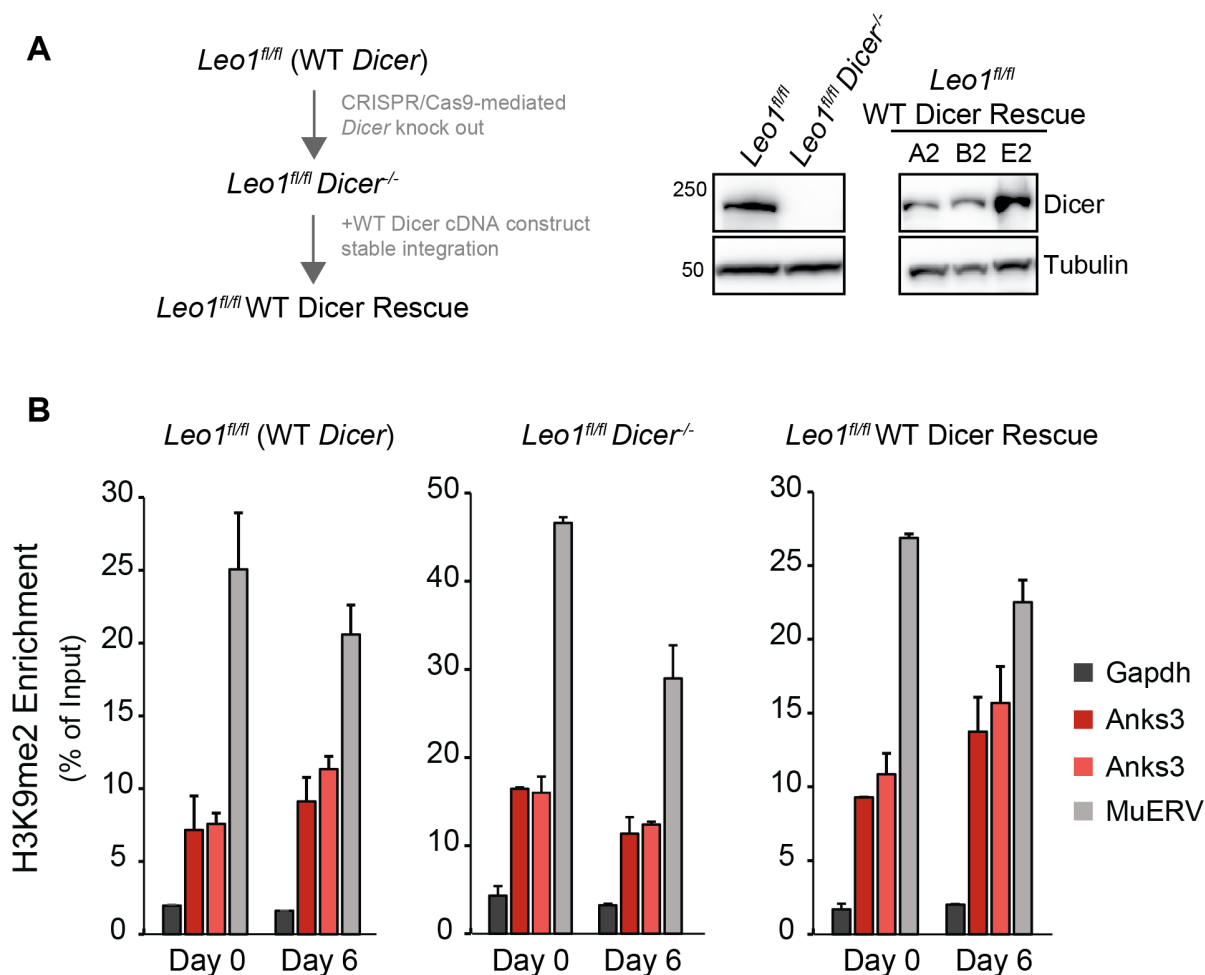 A
Leo1fl/fl (WT Dicer)
CRISPR/Cas9-mediated
Dicer knock out
Leo1fl/fl Dicer-/-
+WT Dicer cDNA construct
stable integration
Leo1fl/fl WT Dicer Rescue
Leo1fl/fl
Leo1fl/fl Dicer-/-
Leo1fl/fl
WT Dicer Rescue
A2 B2 E2
250
Dicer
50
Tubulin
B
Leo1fl/fl (WT Dicer)
Leo1fl/fl Dicer-/-
Leo1fl/fl WT Dicer Rescue
H3K9me2 Enrichment
(% of Input)
30
25
20
15
10
5
0
Day 0 Day 6
50
40
30
20
10
0
Day 0 Day 6
30
25
20
15
10
5
0
Day 0 Day 6
Gapdh
Anks3
Anks3
MuERV